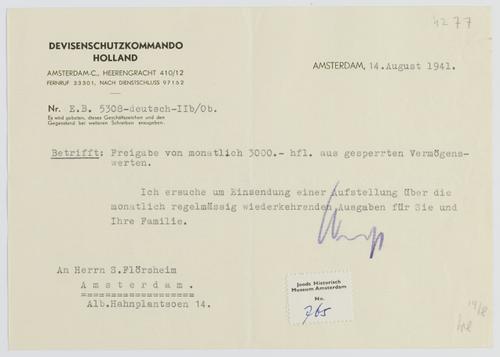 4277
DEVISENSCHUTZKOMMANDO
HOLLAND
AMSTERDAM-C., HEERENGRACHT 410/12
FERNRUF 33301, NACH DIENSTSCHLUSS 97162
AMSTERDAM, 14.August 1941.
Nr. E.B. 5308-deutsch-IIb/Ob.
Es wird gebeten, dieses Geschäftszeichen und den
Gegenstand bei weiteren Schreiben anzugeben.
Betrifft: Freigabe von monatlich 3000.- hfl. aus gesperrten Vermögens-
werten.
Ich ersuche um Einsendung einer Aufstellung über die
monatlich regelmässig wiederkehrenden Ausgaben für Sie und
Ihre Familie.
An Herrn S.Flörsheim
Amsterdam.
Alb.Hahnplantsoen 14.
Joods Historisch
Museum Amsterdam
No.
765